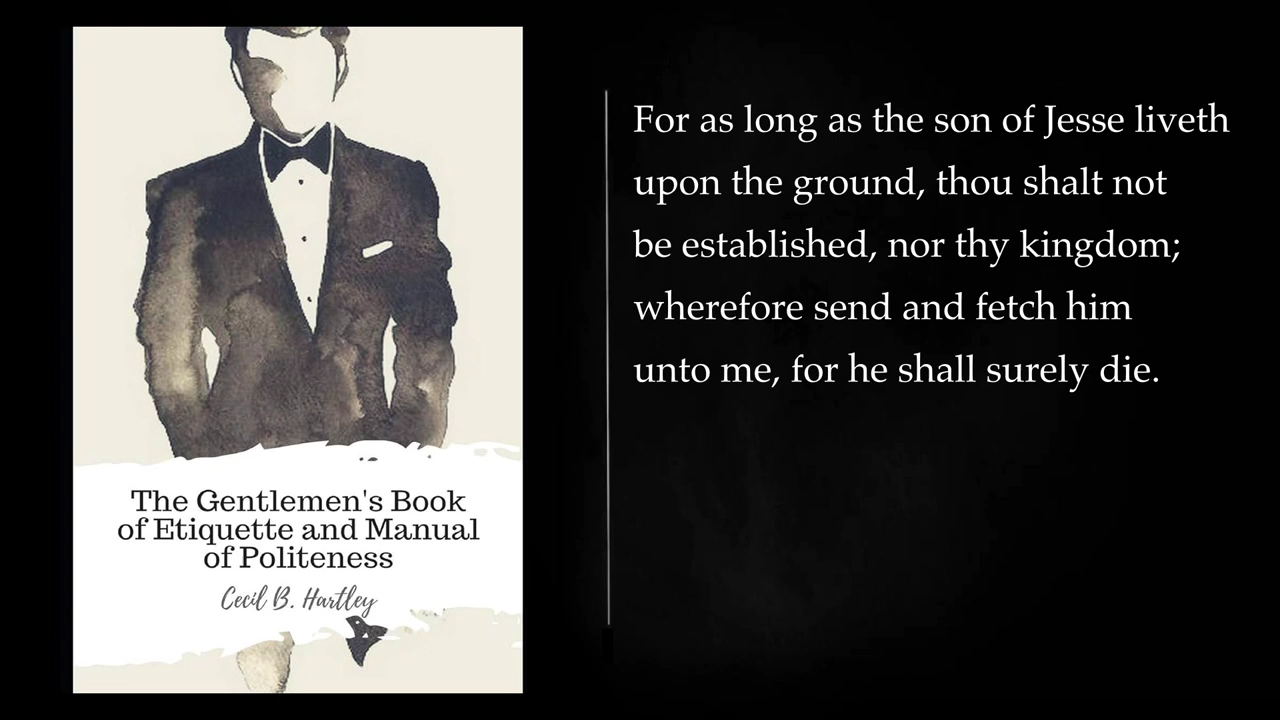 The Gentlemen's Book
of Etiquette and Manual
of Politeness
Cecil B. Hartley
For as long as the son of Jesse liveth
upon the ground, thou shalt not
be established, nor thy kingdom;
wherefore send and fetch him
unto me, for he shall surely die.